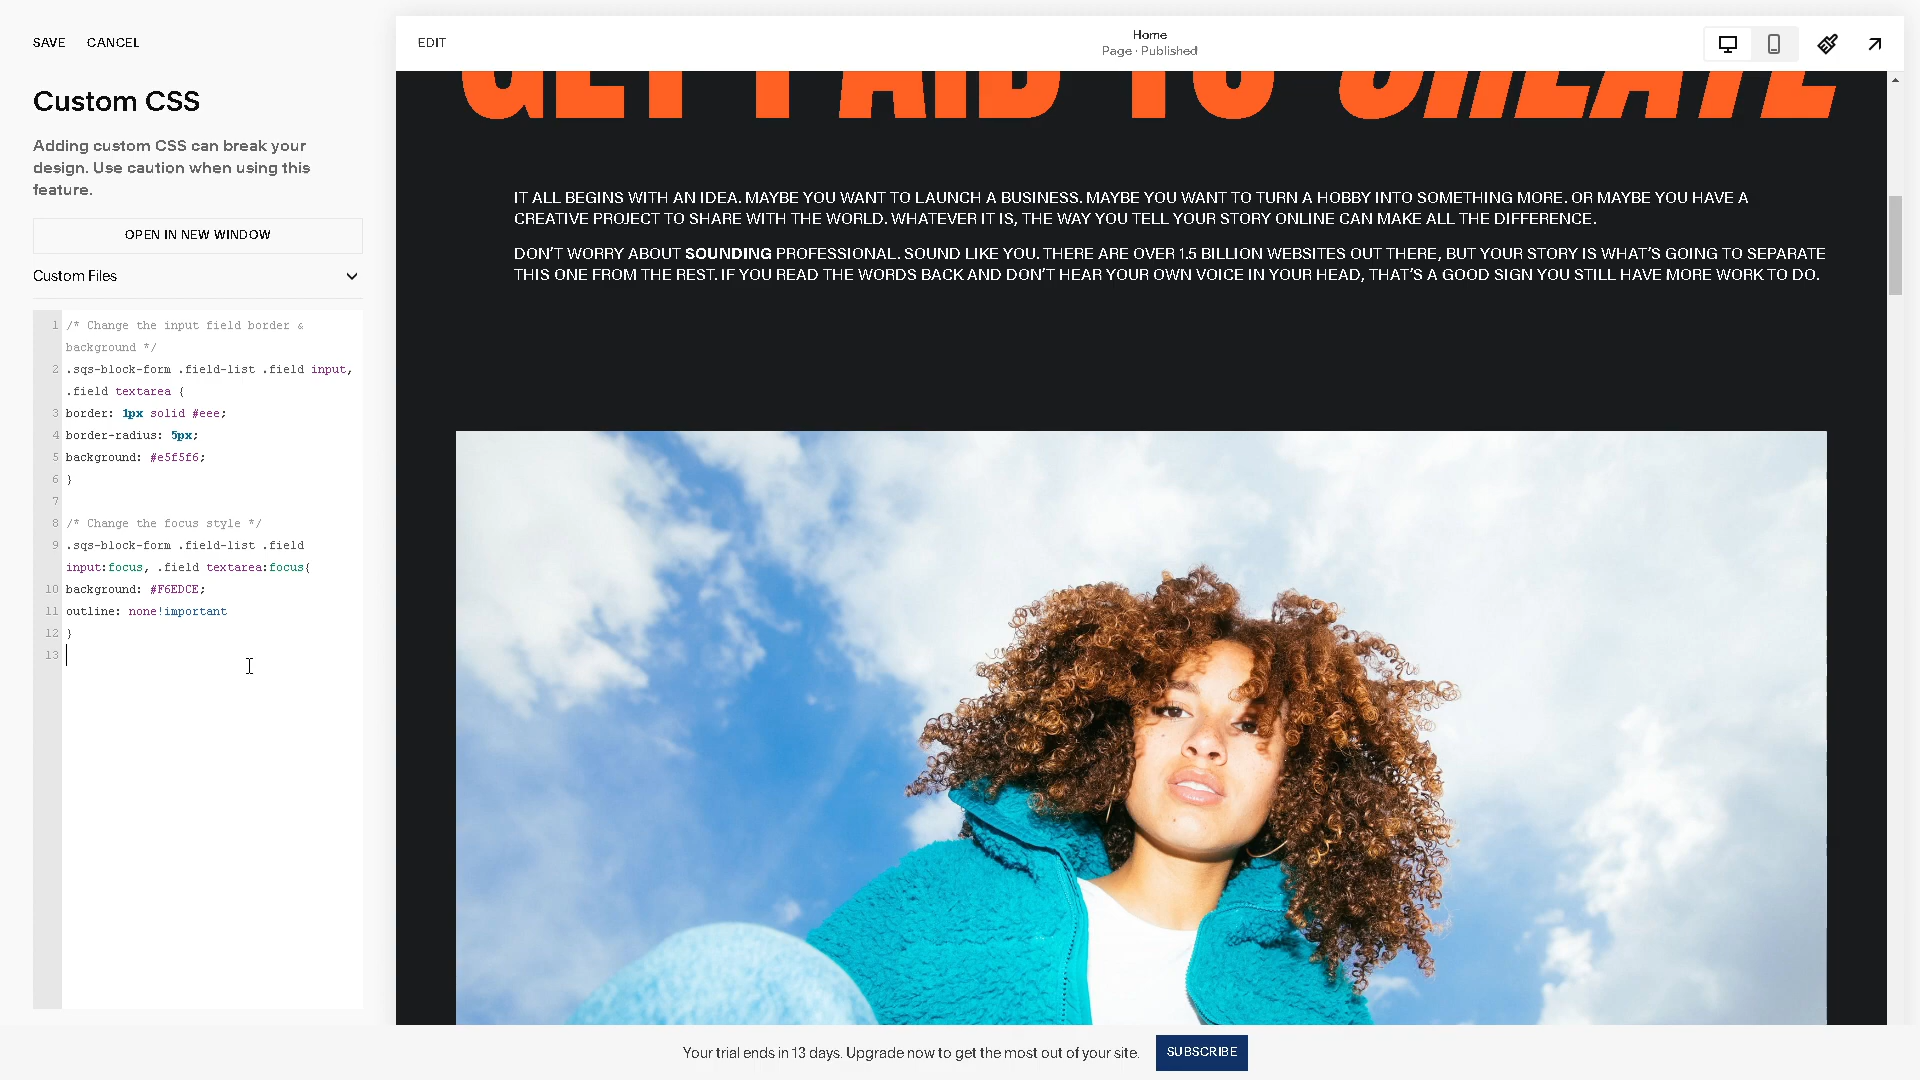 SAVE CANCEL
Custom CSS
Adding custom CSS can break your
design. Use caution when using this
feature.
OPEN IN NEW WINDOW
Custom Files
1 /* Change the input field border &
background */
2 .sqs-block-form .field-list .field input,
.field textarea {
3 border: 1px solid #eee;
4 border-radius: 5px;
5 background: #e5f5f6;
6 }
7
8 /* Change the focus style */
9 .sqs-block-form .field-list .field
input:focus, .field textarea:focus{
10 background: #F6EDCE;
11 outline: none!important
12 }
13
EDIT
Home
Page · Published
GET PAID TO CREATE
IT ALL BEGINS WITH AN IDEA. MAYBE YOU WANT TO LAUNCH A BUSINESS. MAYBE YOU WANT TO TURN A HOBBY INTO SOMETHING MORE. OR MAYBE YOU HAVE A
CREATIVE PROJECT TO SHARE WITH THE WORLD. WHATEVER IT IS, THE WAY YOU TELL YOUR STORY ONLINE CAN MAKE ALL THE DIFFERENCE.
DON’T WORRY ABOUT SOUNDING PROFESSIONAL. SOUND LIKE YOU. THERE ARE OVER 1.5 BILLION WEBSITES OUT THERE, BUT YOUR STORY IS WHAT’S GOING TO SEPARATE
THIS ONE FROM THE REST. IF YOU READ THE WORDS BACK AND DON’T HEAR YOUR OWN VOICE IN YOUR HEAD, THAT’S A GOOD SIGN YOU STILL HAVE MORE WORK TO DO.
Your trial ends in 13 days. Upgrade now to get the most out of your site.
SUBSCRIBE